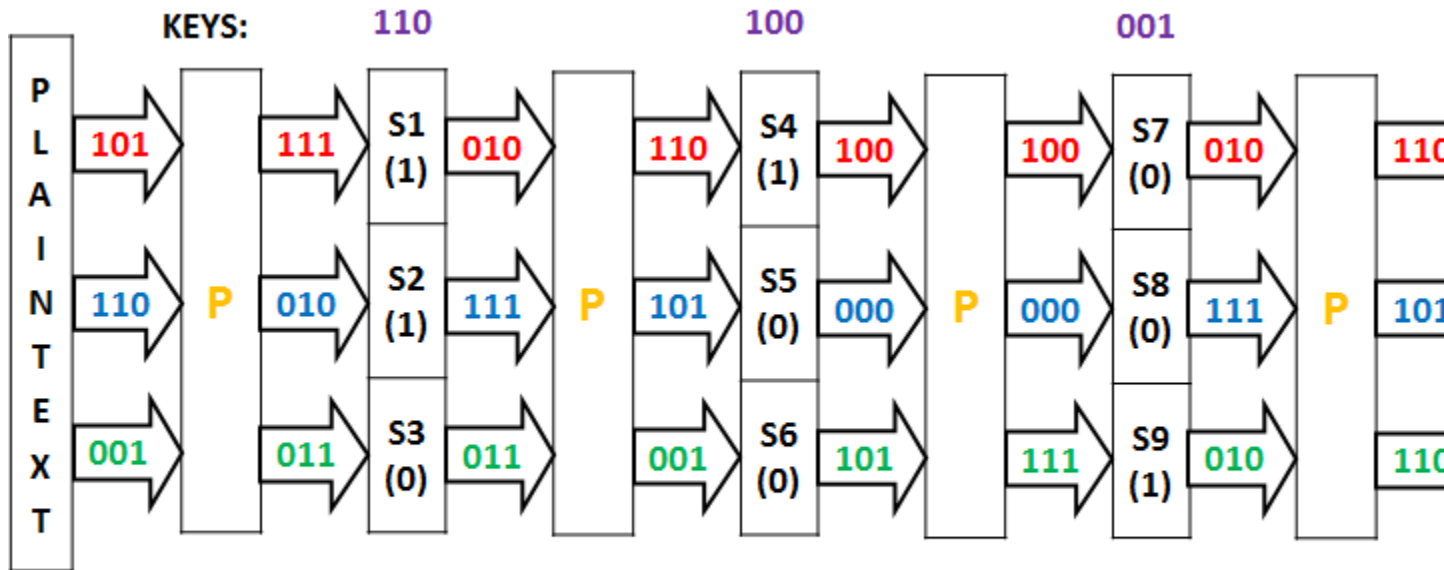 KEYS: 110 100 001
PLAINTEXT
101 111 S1 (1) 010 110 S4 (1) 100 100 S7 (0) 010 110
110 P 010 S2 (1) 111 P 101 S5 (0) 000 P 000 S8 (0) 111 P 101
001 011 S3 (0) 011 001 S6 (0) 101 111 S9 (1) 010 110